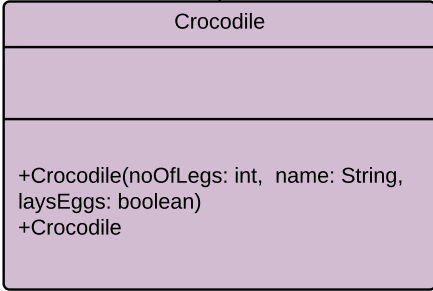 Crocodile
+Crocodile(noOfLegs: int,  name: String,
laysEggs: boolean)
+Crocodile